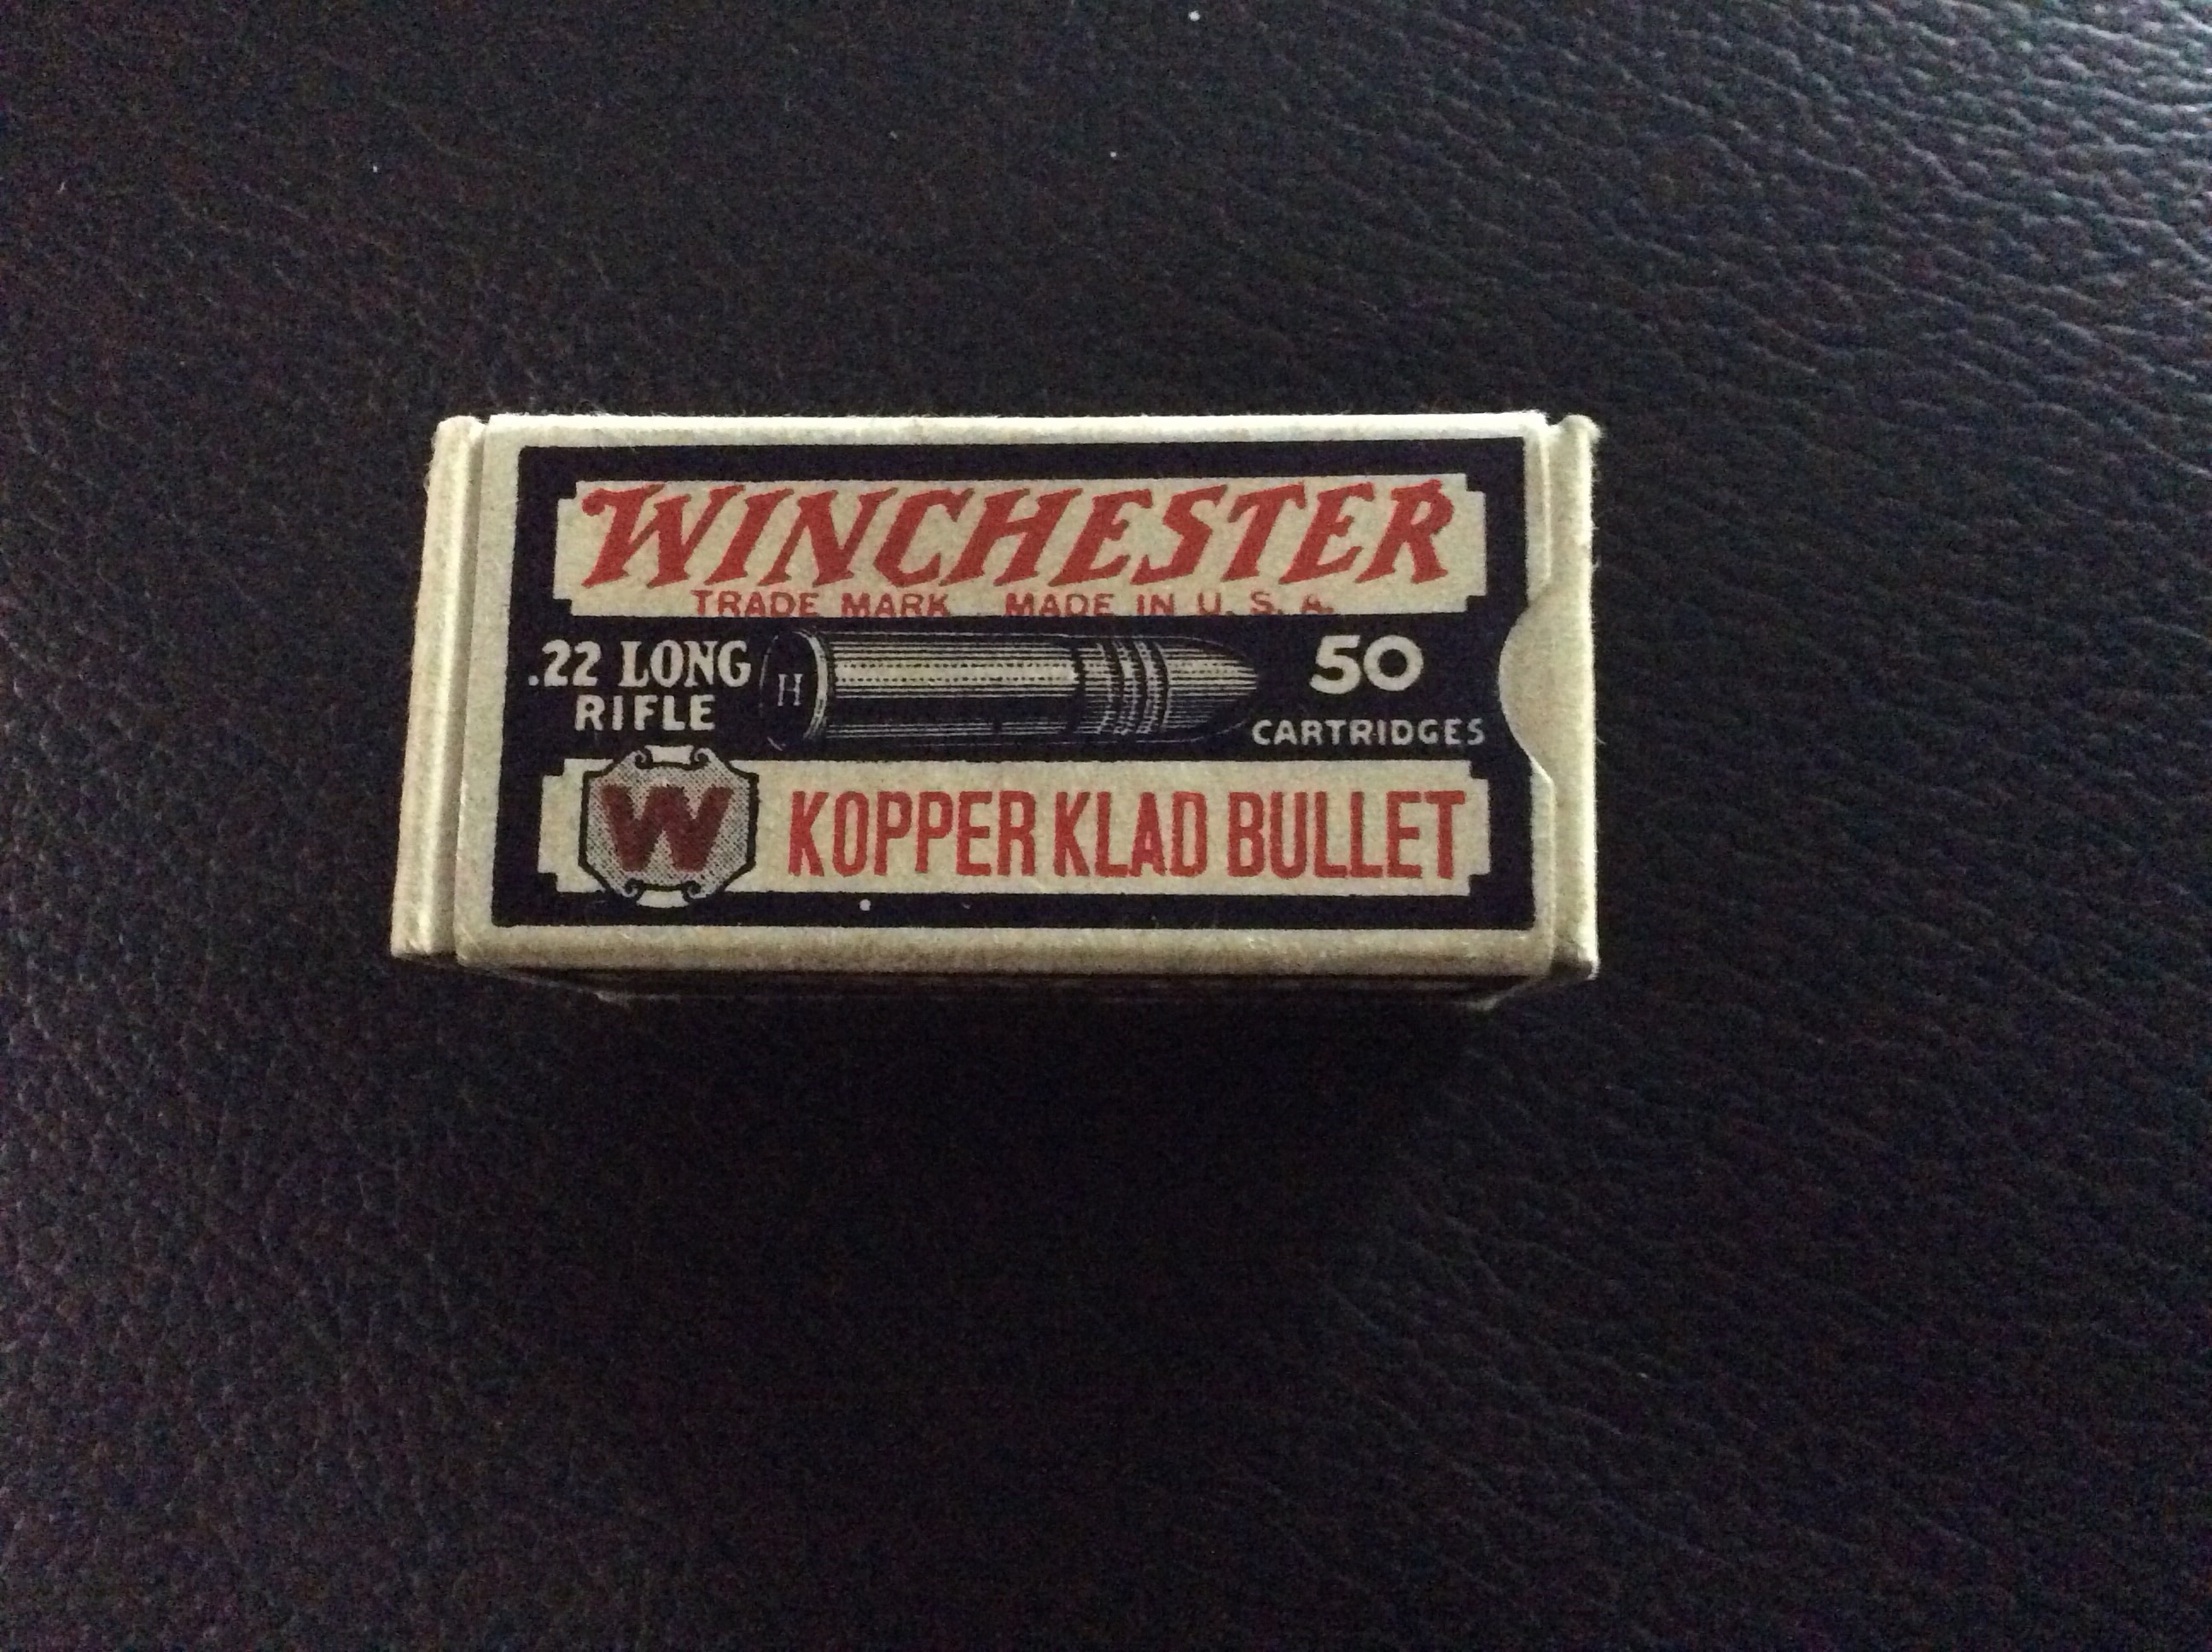 WINCHESTER
TRADE MARK MADE IN U. S. A.
.22 LONG
RIFLE
H
50
CARTRIDGES
W
KOPPER KLAD BULLET